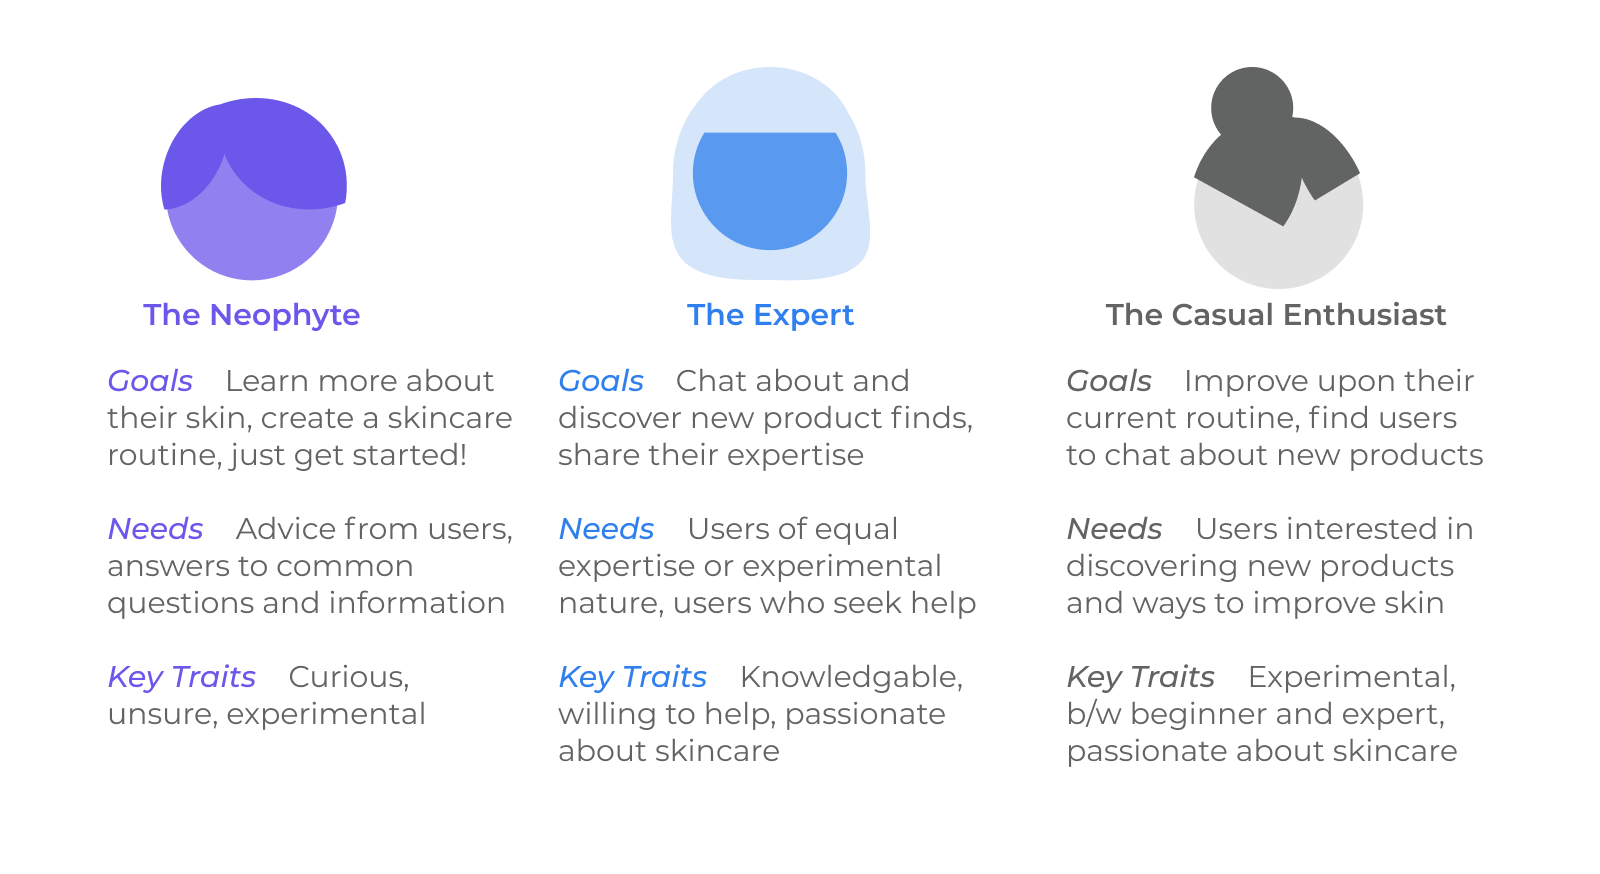 The Neophyte
Goals Learn more about
their skin, create a skincare
routine, just get started!
Needs Advice from users,
answers to common
questions and information
Key Traits Curious,
unsure, experimental
The Expert
Goals Chat about and
discover new product finds,
share their expertise
Needs Users of equal
expertise or experimental
nature, users who seek help
Key Traits Knowledgable,
willing to help, passionate
about skincare
The Casual Enthusiast
Goals Improve upon their
current routine, find users
to chat about new products
Needs Users interested in
discovering new products
and ways to improve skin
Key Traits Experimental,
b/w beginner and expert,
passionate about skincare